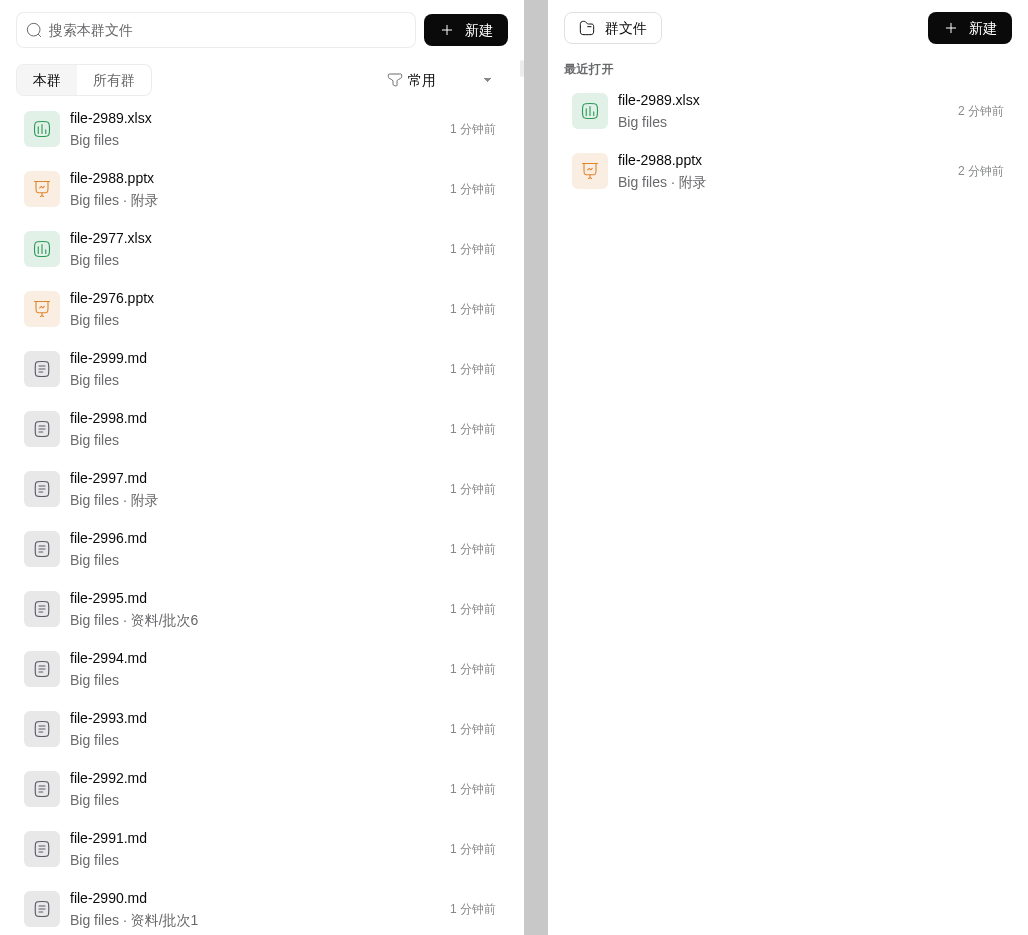 搜索本群文件
新建
本群
所有群
常用
file-2989.xlsx
Big files
1 分钟前
file-2988.pptx
Big files · 附录
1 分钟前
file-2977.xlsx
Big files
1 分钟前
file-2976.pptx
Big files
1 分钟前
file-2999.md
Big files
1 分钟前
file-2998.md
Big files
1 分钟前
file-2997.md
Big files · 附录
1 分钟前
file-2996.md
Big files
1 分钟前
file-2995.md
Big files · 资料/批次6
1 分钟前
file-2994.md
Big files
1 分钟前
file-2993.md
Big files
1 分钟前
file-2992.md
Big files
1 分钟前
file-2991.md
Big files
1 分钟前
file-2990.md
Big files · 资料/批次1
1 分钟前
群文件
新建
最近打开
file-2989.xlsx
Big files
2 分钟前
file-2988.pptx
Big files · 附录
2 分钟前